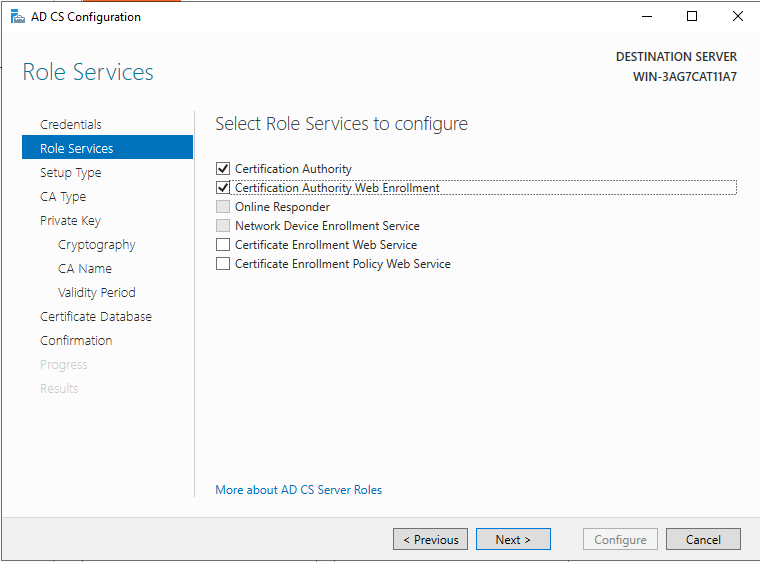 AD CS Configuration
Role Services
DESTINATION SERVER
WIN-3AG7CAT11A7
Credentials
Role Services
Setup Type
CA Type
Private Key
Cryptography
CA Name
Validity Period
Certificate Database
Confirmation
Progress
Results
Select Role Services to configure
Certification Authority
Certification Authority Web Enrollment
Online Responder
Network Device Enrollment Service
Certificate Enrollment Web Service
Certificate Enrollment Policy Web Service
More about AD CS Server Roles
< Previous
Next >
Configure
Cancel